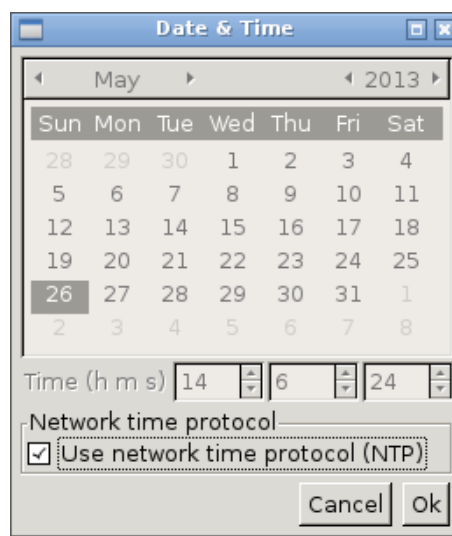 Date & Time
May 2013
Sun Mon Tue Wed Thu Fri Sat
28 29 30 1 2 3 4
5 6 7 8 9 10 11
12 13 14 15 16 17 18
19 20 21 22 23 24 25
26 27 28 29 30 31 1
2 3 4 5 6 7 8
Time (h m s) 14 6 24
Network time protocol
Use network time protocol (NTP)
Cancel Ok